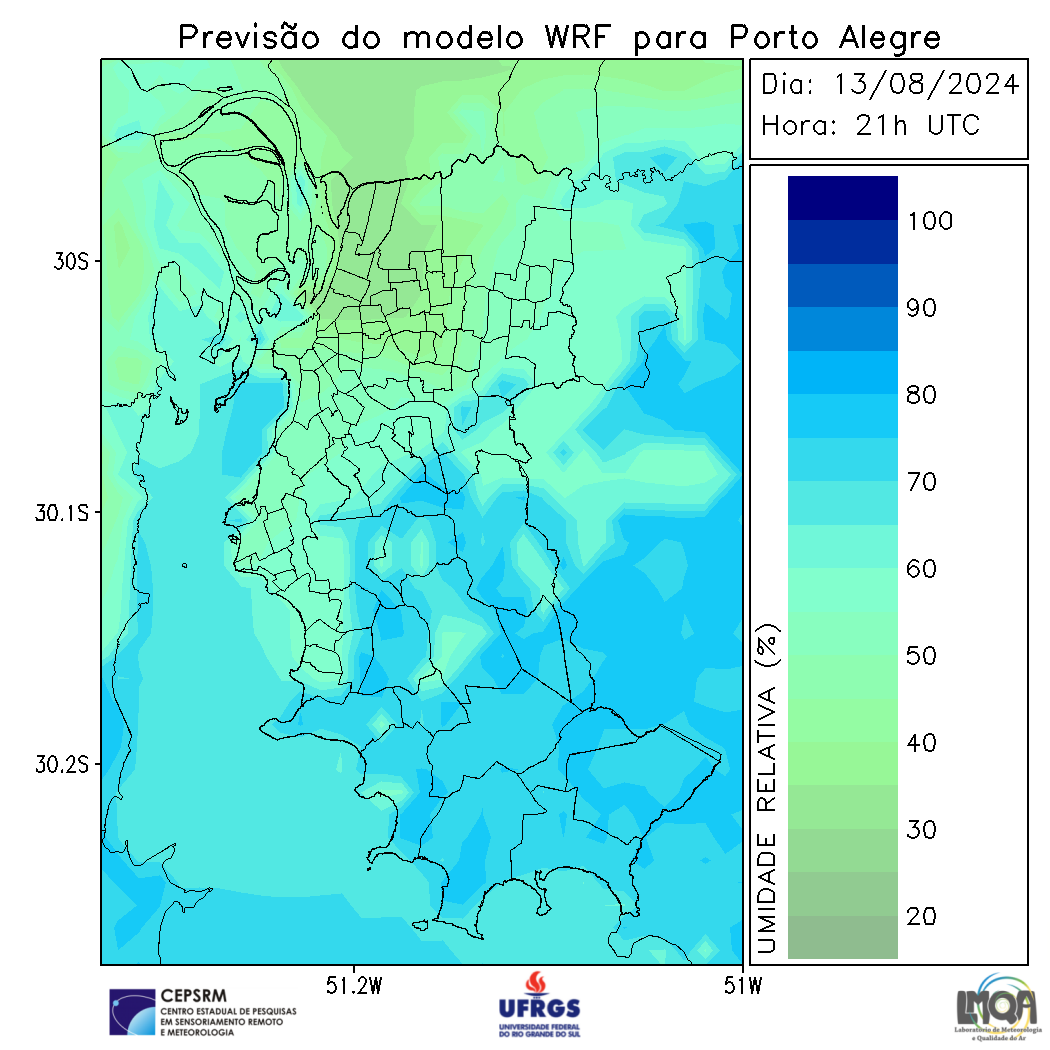 Previsão do modelo WRF para Porto Alegre
Dia: 13/08/2024
Hora: 21h UTC
30S
30.1S
30.2S
51.2W
51W
100
90
80
70
60
50
40
30
20
UMIDADE RELATIVA (%)
CEPSRM
CENTRO ESTADUAL DE PESQUISAS
EM SENSORIAMENTO REMOTO
E METEOROLOGIA
UFRGS
UNIVERSIDADE FEDERAL
DO RIO GRANDE DO SUL
LMQA
Laboratório de Meteorologia
e Qualidade do Ar